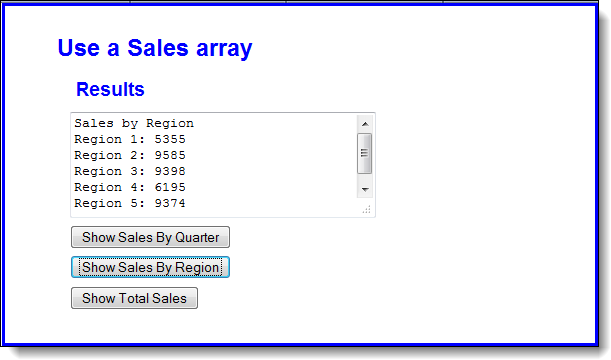 Use a Sales array
Results
Sales by Region
Region 1: 5355
Region 2: 9585
Region 3: 9398
Region 4: 6195
Region 5: 9374
Show Sales By Quarter
Show Sales By Region
Show Total Sales